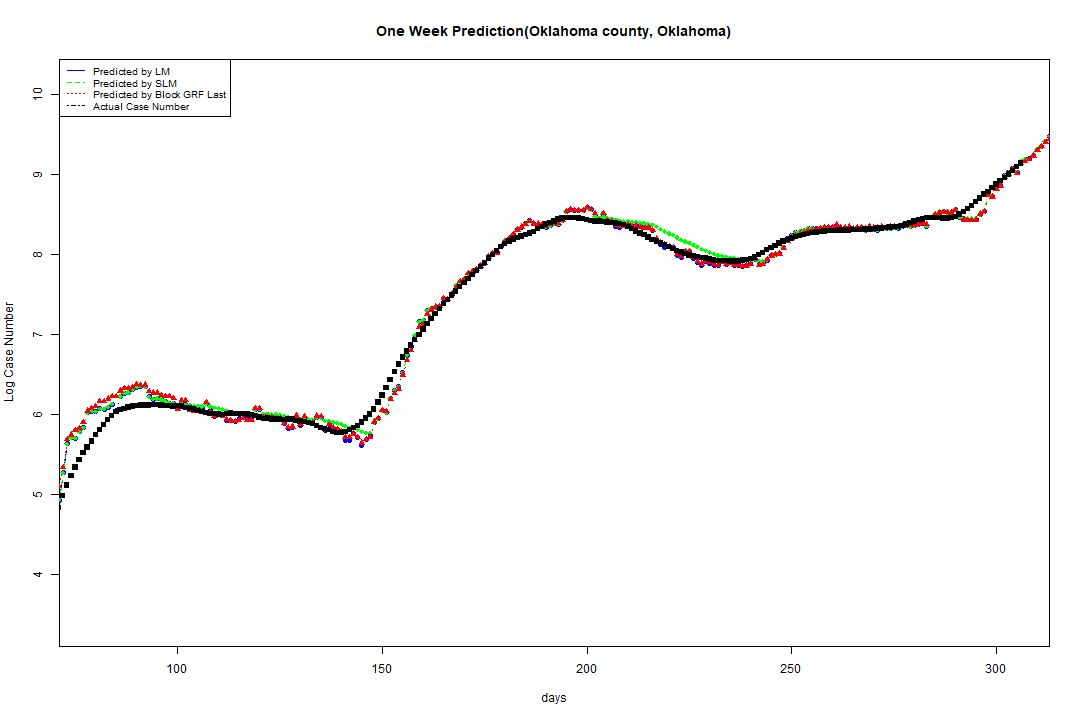 One Week Prediction(Oklahoma county, Oklahoma)
Predicted by LM
Predicted by SLM
Predicted by Block GRF Last
Actual Case Number
10
9
8
7
6
5
4
Log Case Number
100 150 200 250 300
days